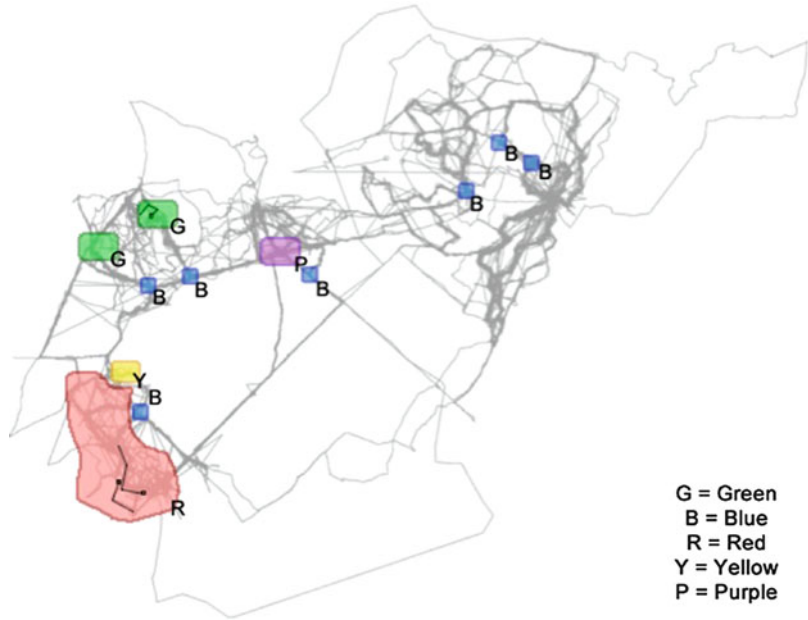 B
B
B
G
G
P
B
B
B
Y
B
R
G = Green
B = Blue
R = Red
Y = Yellow
P = Purple